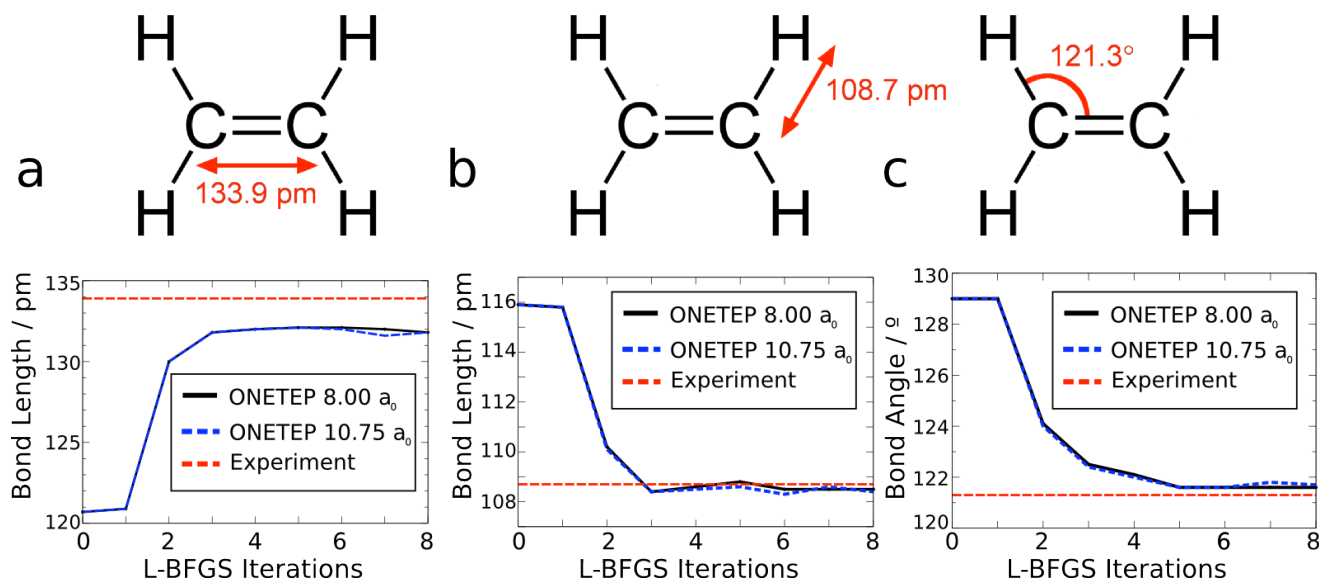 H H
C C
a
133.9 pm
H H
H H
108.7 pm
C C
b
H H
H H
121.3°
C C
c
H H
Bond Length / pm
135
130
125
120
0 2 4 6 8
L-BFGS Iterations
ONETEP 8.00 a₀
ONETEP 10.75 a₀
Experiment
Bond Length / pm
116
114
112
110
108
0 2 4 6 8
L-BFGS Iterations
ONETEP 8.00 a₀
ONETEP 10.75 a₀
Experiment
Bond Angle / º
130
128
126
124
122
120
0 2 4 6 8
L-BFGS Iterations
ONETEP 8.00 a₀
ONETEP 10.75 a₀
Experiment